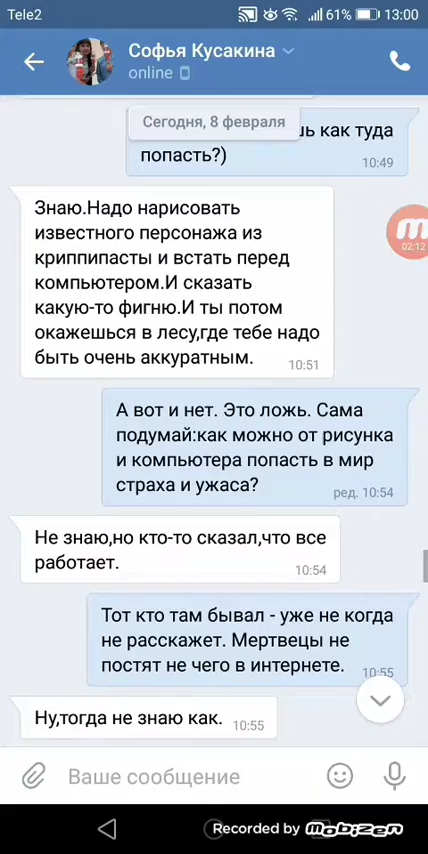 Tele2
61%
13:00
Софья Кусакина
online
Сегодня, 8 февраля
как туда
попасть?)
10:49
Знаю.Надо нарисовать
известного персонажа из
криппипасты и встать перед
компьютером.И сказать
какую-то фигню.И ты потом
окажешься в лесу,где тебе надо
быть очень аккуратным.
10:51
02:12
А вот и нет. Это ложь. Сама
подумай:как можно от рисунка
и компьютера попасть в мир
страха и ужаса?
ред. 10:54
Не знаю,но кто-то сказал,что все
работает.
10:54
Тот кто там бывал - уже не когда
не расскажет. Мертвецы не
постят не чего в интернете.
10:55
Ну,тогда не знаю как.
10:55
Ваше сообщение
Recorded by mobizen